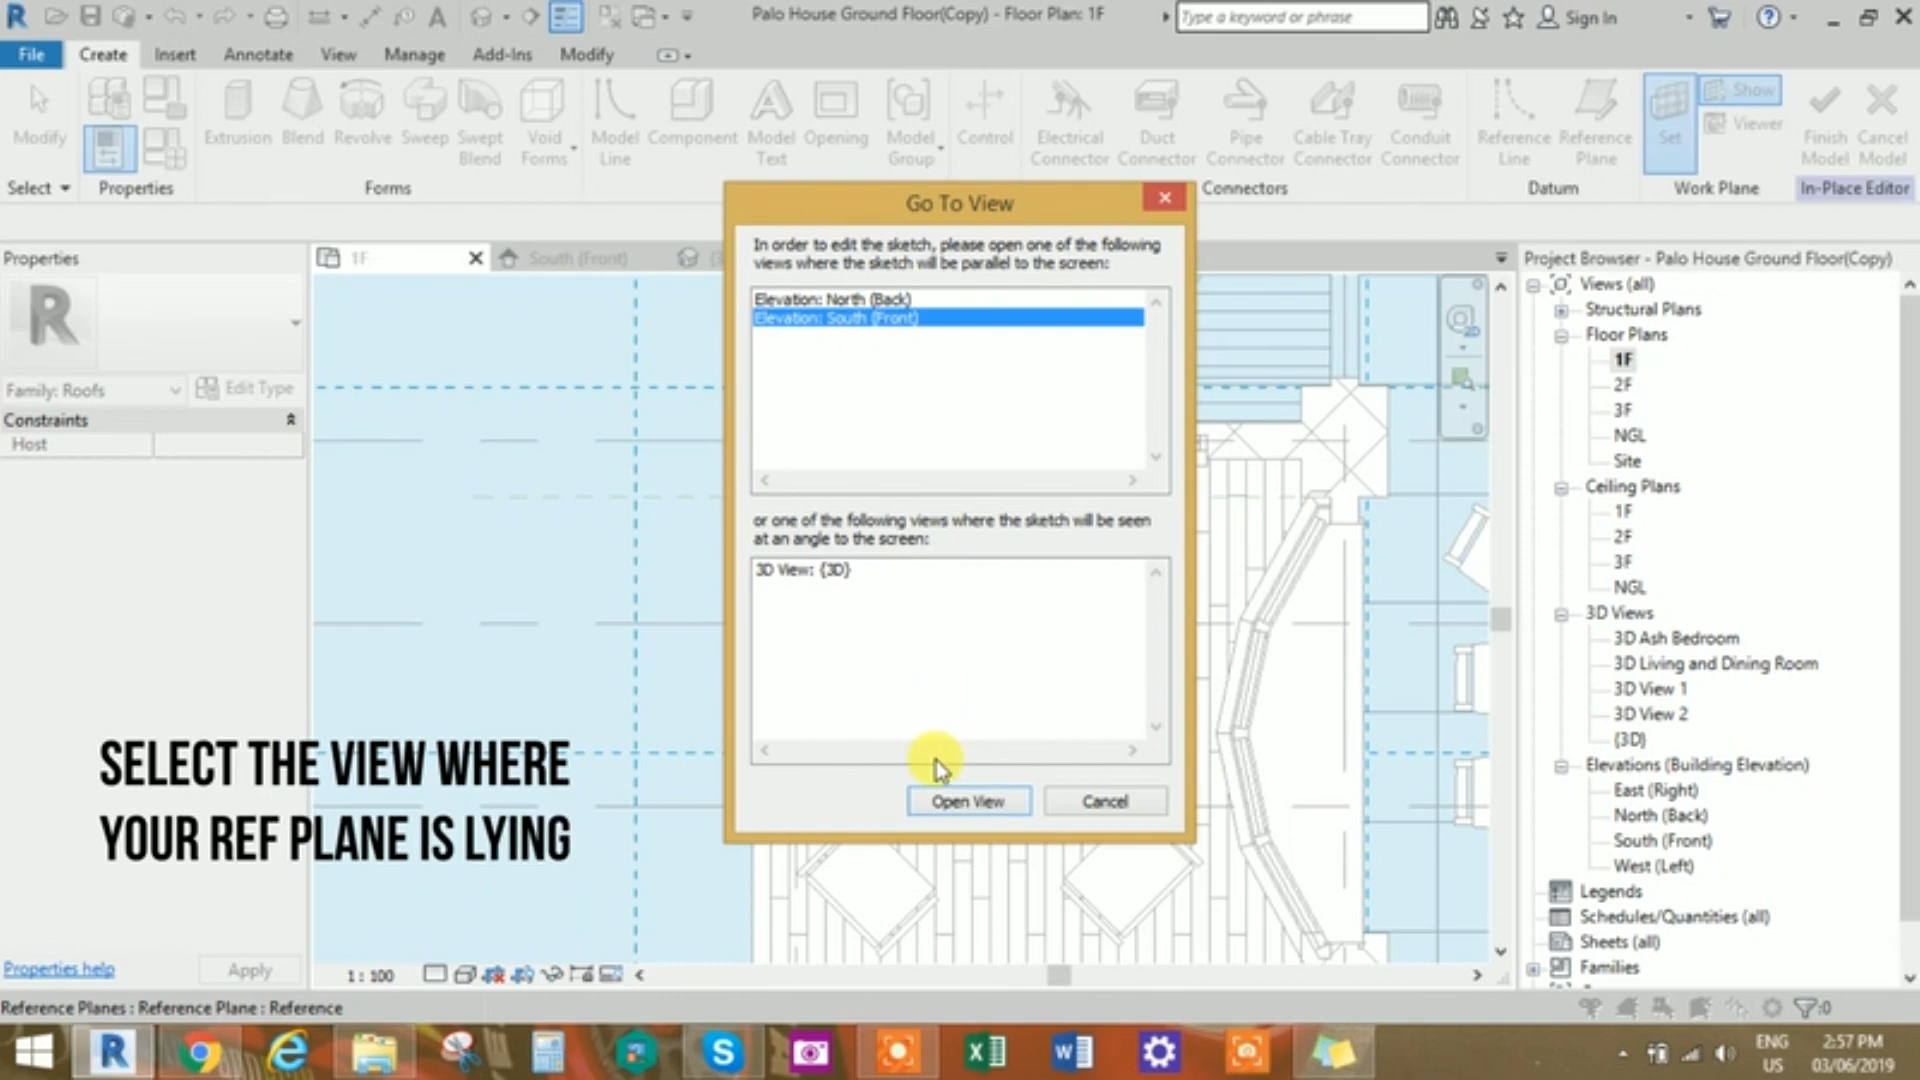 Palo House Ground Floor(Copy) - Floor Plan: 1F
Type a keyword or phrase
Sign In
File
Create
Insert
Annotate
View
Manage
Add-Ins
Modify
Modify
Extrusion
Blend
Revolve
Sweep
Swept
Blend
Void
Forms
Model
Line
Component
Model
Text
Opening
Model
Group
Control
Electrical
Connector
Duct
Connector
Pipe
Connector
Cable Tray
Connector
Conduit
Connector
Reference
Line
Reference
Plane
Set
Show
Viewer
Finish
Model
Cancel
Model
Select
Properties
Forms
Connectors
Datum
Work Plane
In-Place Editor
Properties
1F
South (Front)
Family: Roofs
Edit Type
Constraints
Host
Properties help
Apply
Go To View
In order to edit the sketch, please open one of the following
views where the sketch will be parallel to the screen:
Elevation: North (Back)
Elevation: South (Front)
or one of the following views where the sketch will be seen
at an angle to the screen:
3D View: {3D}
Open View
Cancel
SELECT THE VIEW WHERE
YOUR REF PLANE IS LYING
Project Browser - Palo House Ground Floor(Copy)
Views (all)
Structural Plans
Floor Plans
1F
2F
3F
NGL
Site
Ceiling Plans
1F
2F
3F
NGL
3D Views
3D Ash Bedroom
3D Living and Dining Room
3D View 1
3D View 2
{3D}
Elevations (Building Elevation)
East (Right)
North (Back)
South (Front)
West (Left)
Legends
Schedules/Quantities (all)
Sheets (all)
Families
1 : 100
Reference Planes : Reference Plane : Reference
:0
ENG
US
2:57 PM
03/06/2019